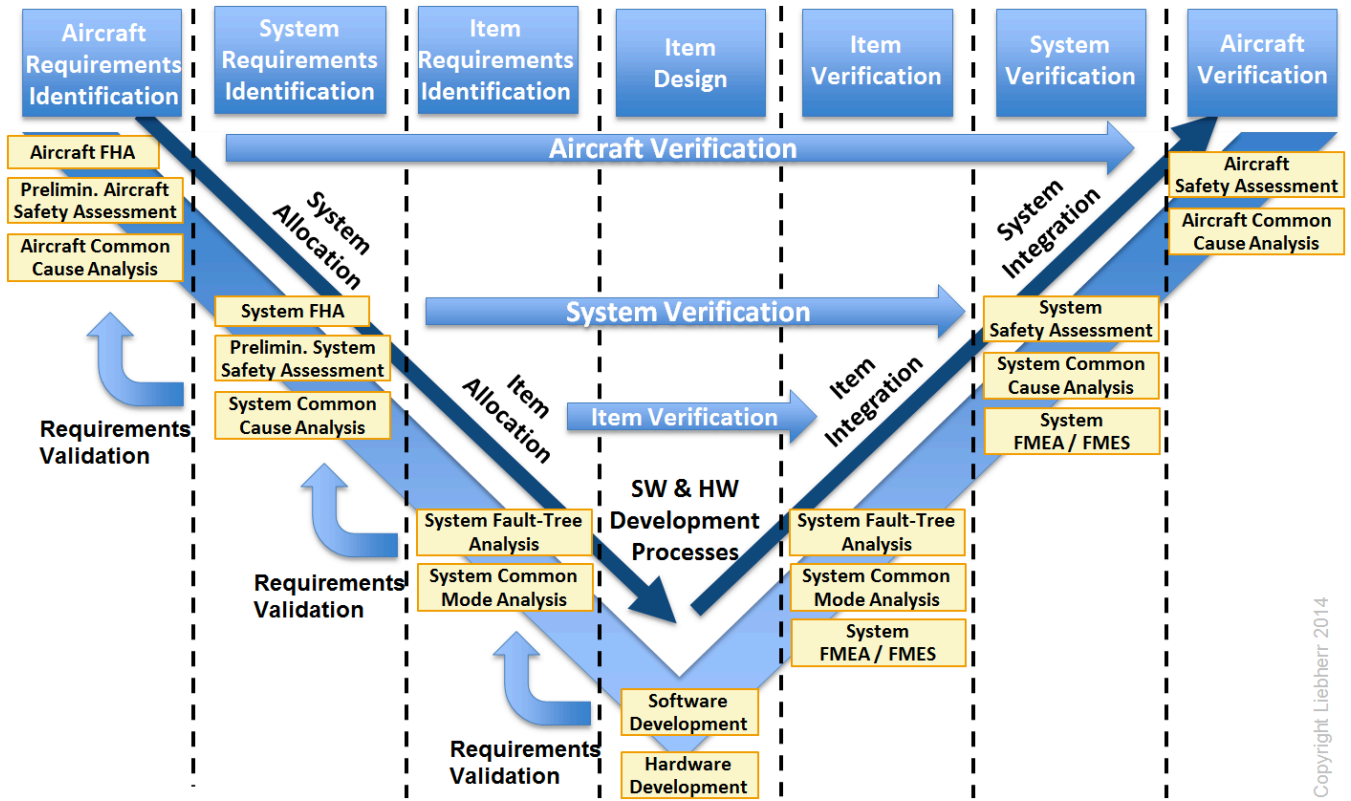 Aircraft
Requirements
Identification
System
Requirements
Identification
Item
Requirements
Identification
Item
Design
Item
Verification
System
Verification
Aircraft
Verification
Aircraft Verification
Aircraft FHA
Prelimin. Aircraft
Safety Assessment
Aircraft Common
Cause Analysis
System
Allocation
System
Integration
Aircraft
Safety Assessment
Aircraft Common
Cause Analysis
System FHA
Prelimin. System
Safety Assessment
System Common
Cause Analysis
System Verification
System
Safety Assessment
System Common
Cause Analysis
System
FMEA / FMES
Requirements
Validation
Item
Allocation
Item Verification
Item
Integration
SW & HW
Development
Processes
System Fault-Tree
Analysis
System Common
Mode Analysis
System Fault-Tree
Analysis
System Common
Mode Analysis
System
FMEA / FMES
Requirements
Validation
Software
Development
Hardware
Development
Requirements
Validation
Copyright Liebherr 2014